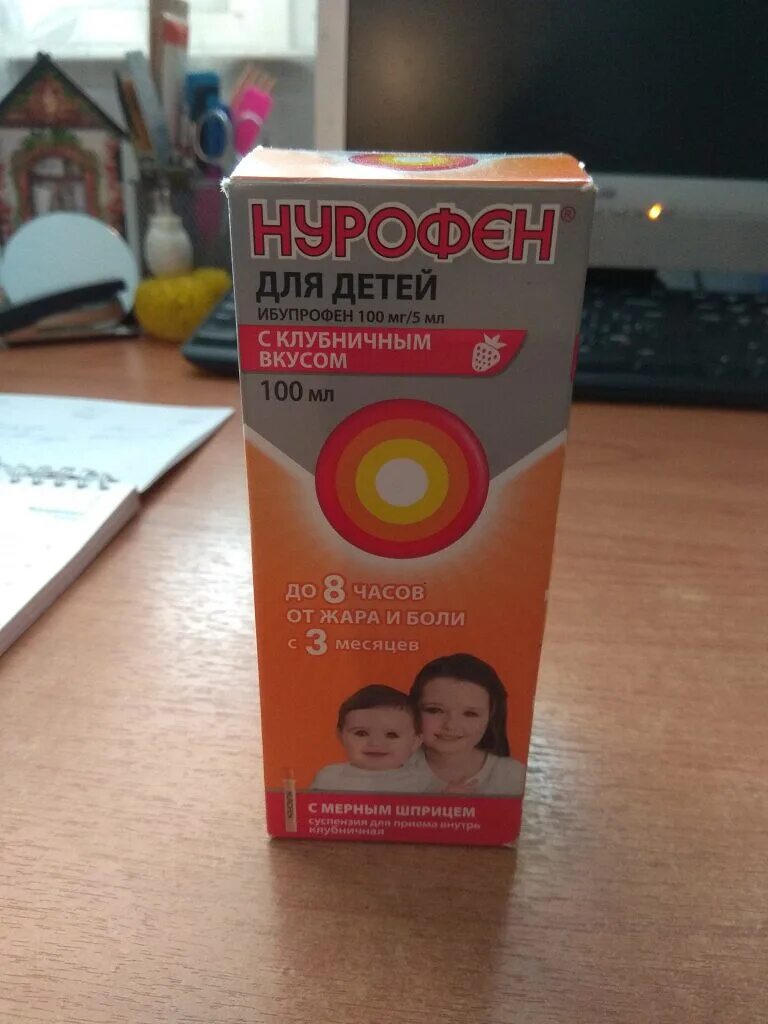 НУРОФЕН®
ДЛЯ ДЕТЕЙ
ИБУПРОФЕН 100 мг/5 мл
С КЛУБНИЧНЫМ
ВКУСОМ
100 мл
ДО 8 ЧАСОВ
ОТ ЖАРА И БОЛИ
с 3 месяцев
С МЕРНЫМ ШПРИЦЕМ
суспензия для приема внутрь
клубничная